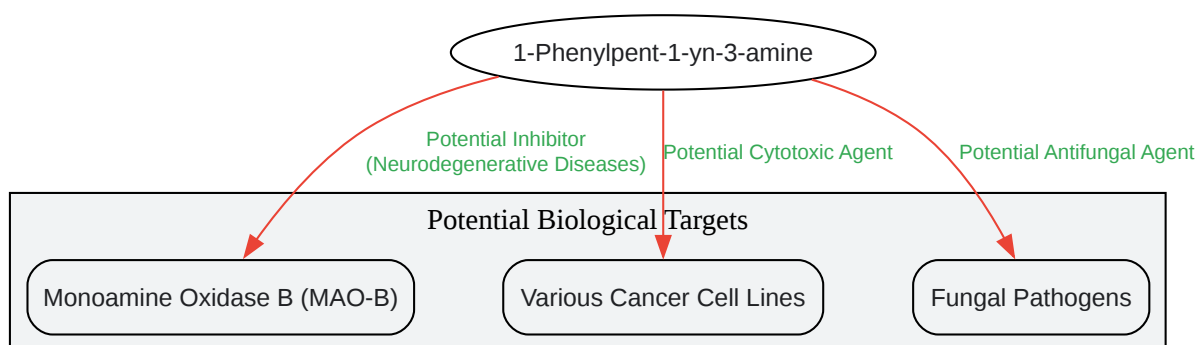 1-Phenylpent-1-yn-3-amine
Potential Inhibitor
(Neurodegenerative Diseases)
Potential Cytotoxic Agent
Potential Antifungal Agent
Potential Biological Targets
Monoamine Oxidase B (MAO-B)
Various Cancer Cell Lines
Fungal Pathogens